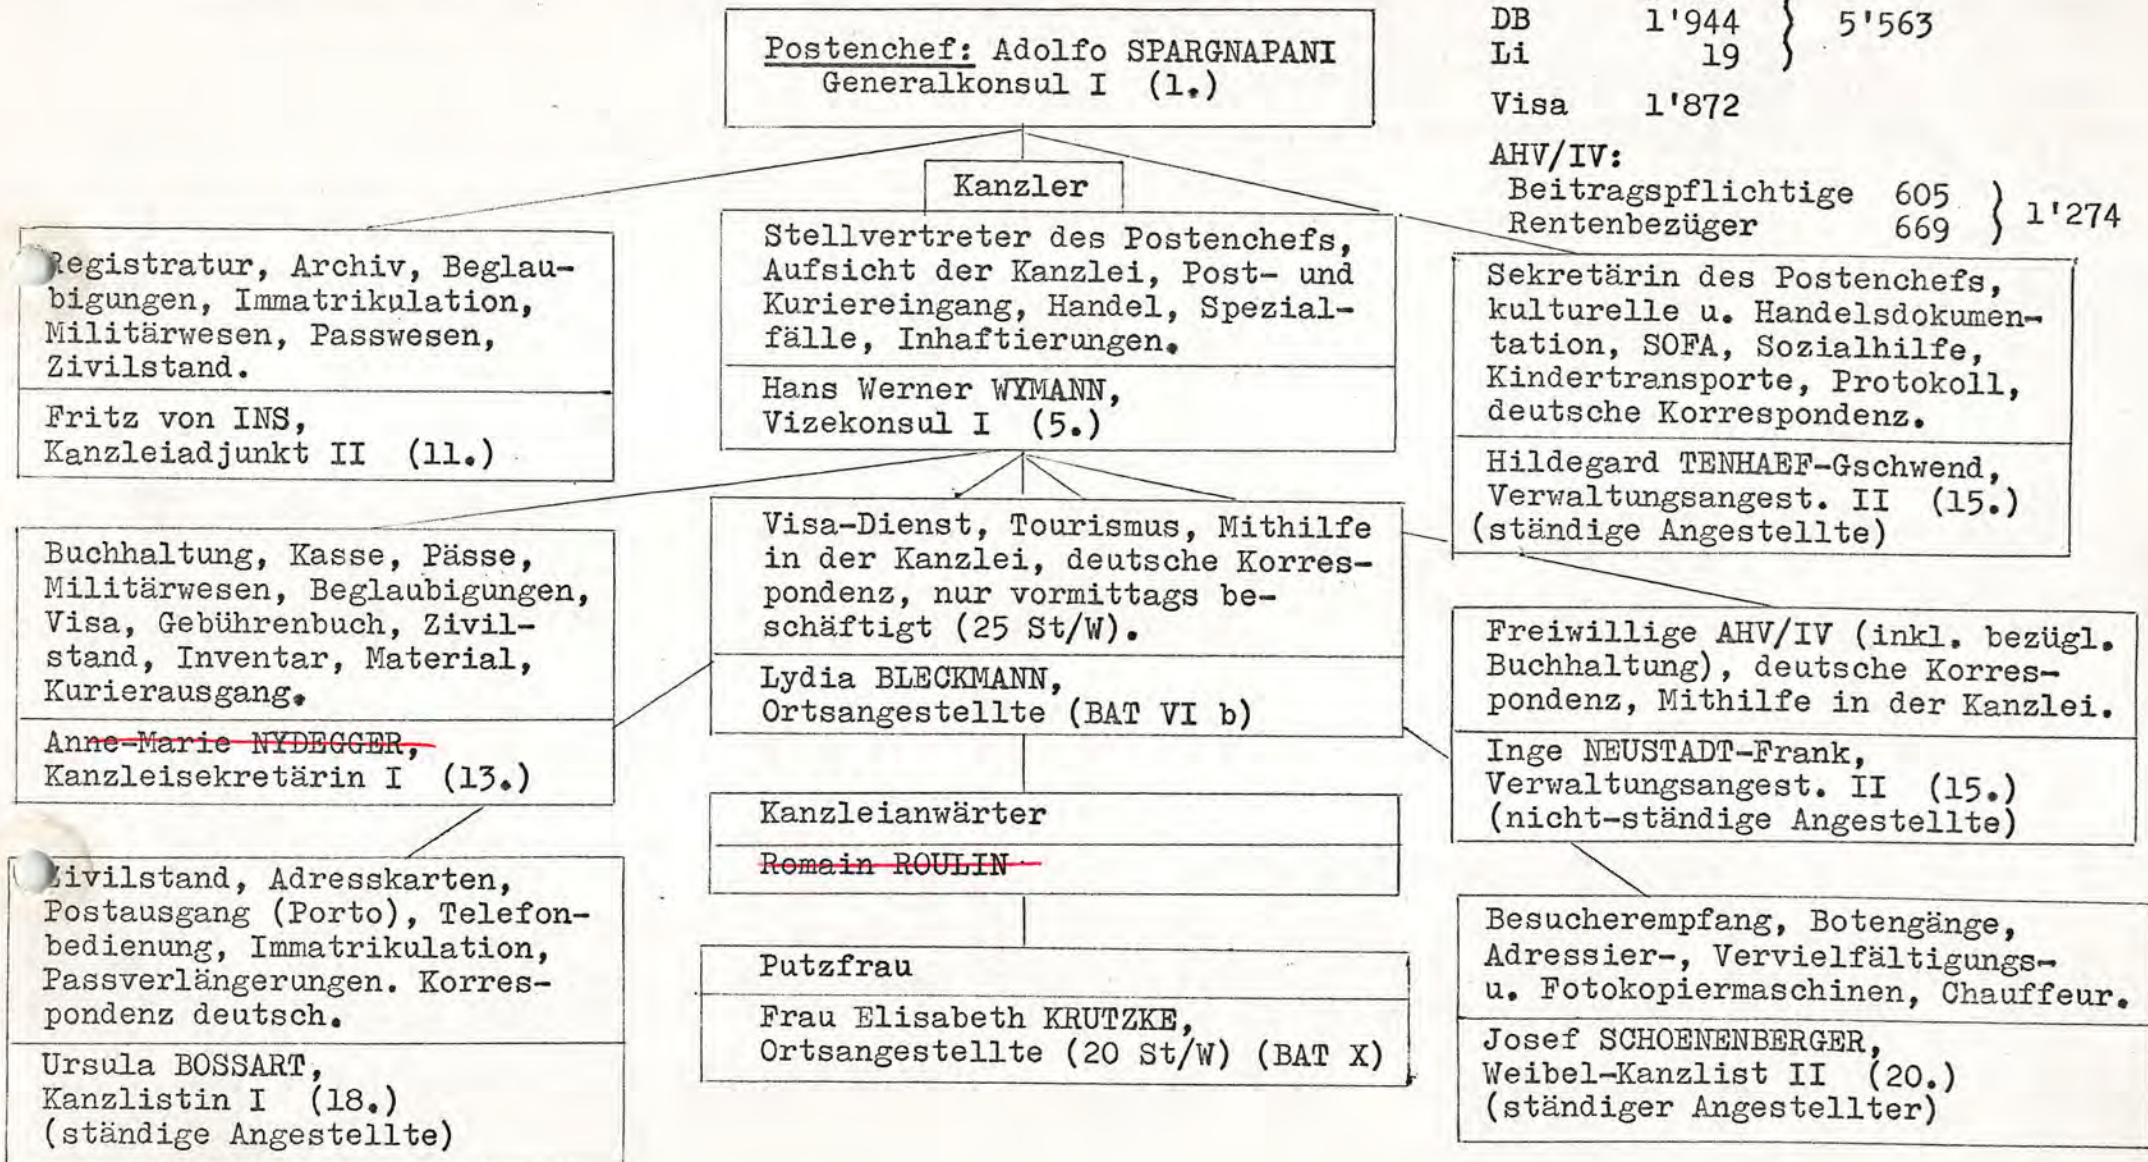 Postenchef: Adolfo SPARGNAPANI
Generalkonsul I (1.)
DB 1'944 } 5'563
Li 19
Visa 1'872
AHV/IV:
Beitragspflichtige 605 } 1'274
Rentenbezüger 669
Kanzler
Stellvertreter des Postenchefs,
Aufsicht der Kanzlei, Post- und
Kuriereingang, Handel, Spezial-
fälle, Inhaftierungen.
Hans Werner WYMANN,
Vizekonsul I (5.)
Registratur, Archiv, Beglau-
bigungen, Immatrikulation,
Militärwesen, Passwesen,
Zivilstand.
Fritz von INS,
Kanzleiadjunkt II (11.)
Sekretärin des Postenchefs,
kulturelle u. Handelsdokumen-
tation, SOFA, Sozialhilfe,
Kindertransporte, Protokoll,
deutsche Korrespondenz.
Hildegard TENHAEF-Gschwend,
Verwaltungsangest. II (15.)
(ständige Angestellte)
Buchhaltung, Kasse, Pässe,
Militärwesen, Beglaubigungen,
Visa, Gebührenbuch, Zivil-
stand, Inventar, Material,
Kurierausgang.
Anne-Marie NYDEGGER,
Kanzleisekretärin I (13.)
Visa-Dienst, Tourismus, Mithilfe
in der Kanzlei, deutsche Korres-
pondenz, nur vormittags be-
schäftigt (25 St/W).
Lydia BLECKMANN,
Ortsangestellte (BAT VI b)
Freiwillige AHV/IV (inkl. bezügl.
Buchhaltung), deutsche Korres-
pondenz, Mithilfe in der Kanzlei.
Inge NEUSTADT-Frank,
Verwaltungsangest. II (15.)
(nicht-ständige Angestellte)
Kanzleianwärter
Romain ROULIN
Zivilstand, Adresskarten,
Postausgang (Porto), Telefon-
bedienung, Immatrikulation,
Passverlängerungen. Korres-
pondenz deutsch.
Ursula BOSSART,
Kanzlistin I (18.)
(ständige Angestellte)
Putzfrau
Frau Elisabeth KRUTZKE,
Ortsangestellte (20 St/W) (BAT X)
Besucherempfang, Botengänge,
Adressier-, Vervielfältigungs-
u. Fotokopiermaschinen, Chauffeur.
Josef SCHOENENBERGER,
Weibel-Kanzlist II (20.)
(ständiger Angestellter)